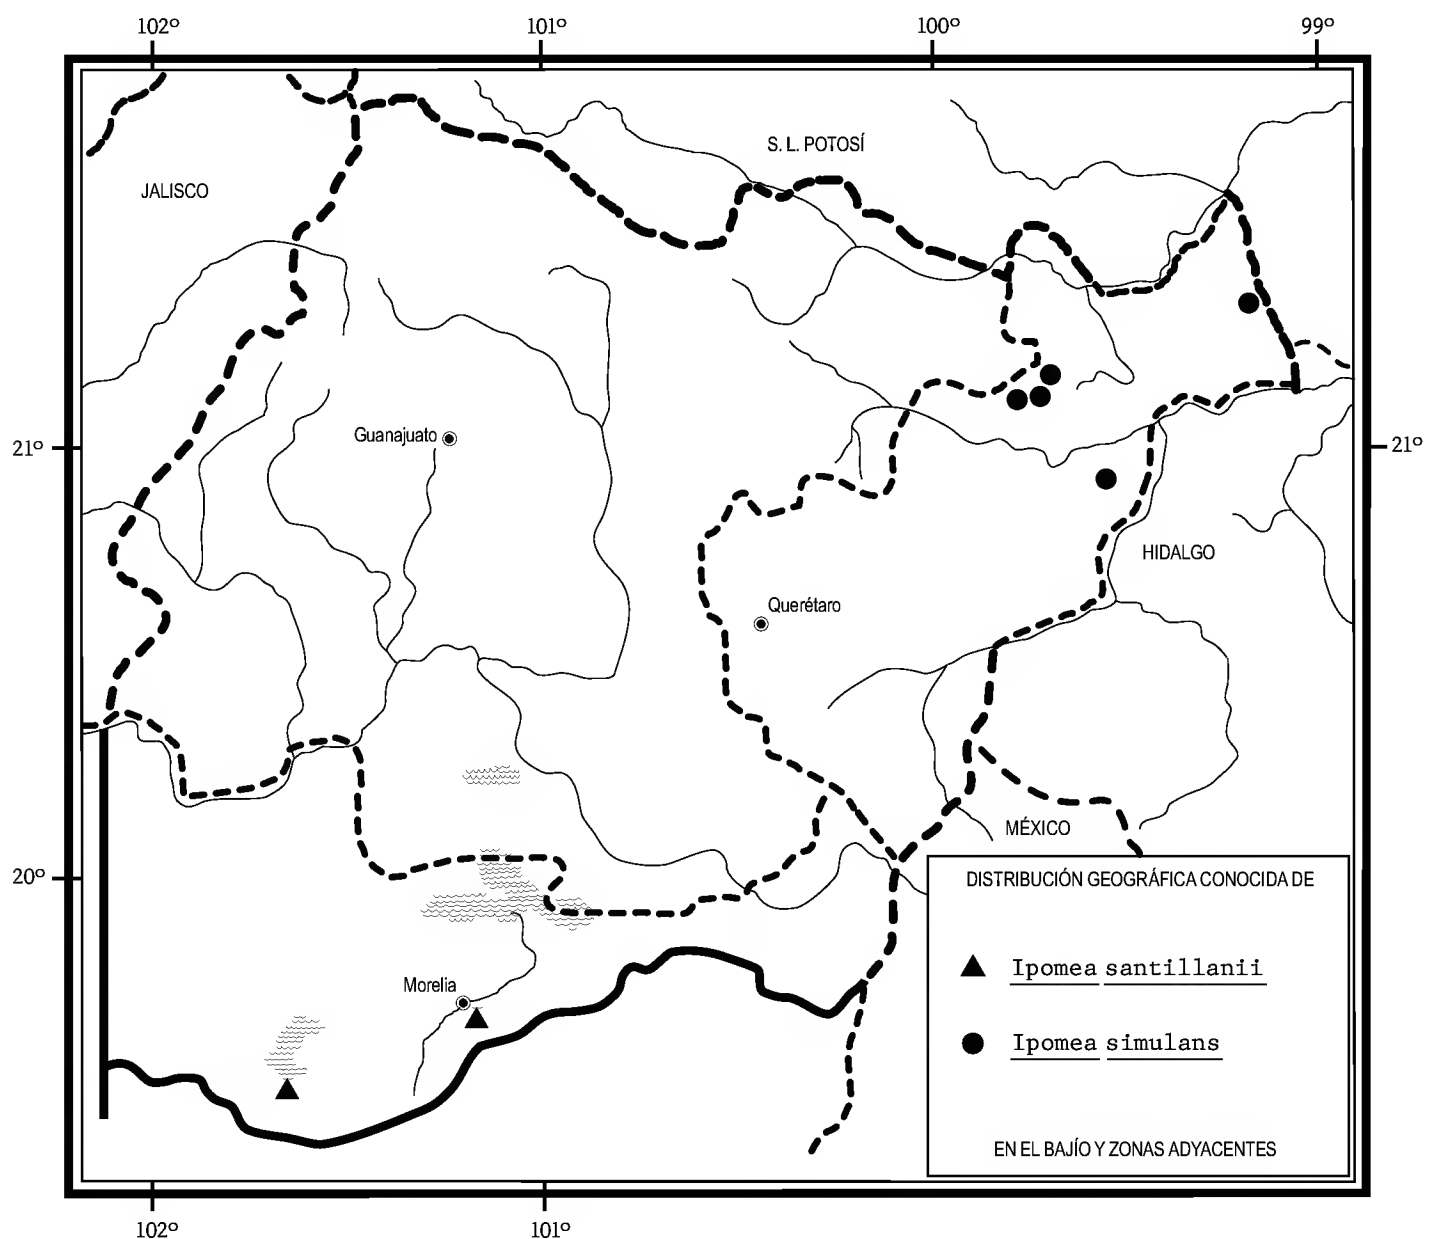 102º 101º 100º 99º
S. L. POTOSÍ
JALISCO
Guanajuato
21º 21º
HIDALGO
Querétaro
MÉXICO
20º
DISTRIBUCIÓN GEOGRÁFICA CONOCIDA DE
Ipomea santillanii
Morelia
Ipomea simulans
EN EL BAJÍO Y ZONAS ADYACENTES
102º 101º